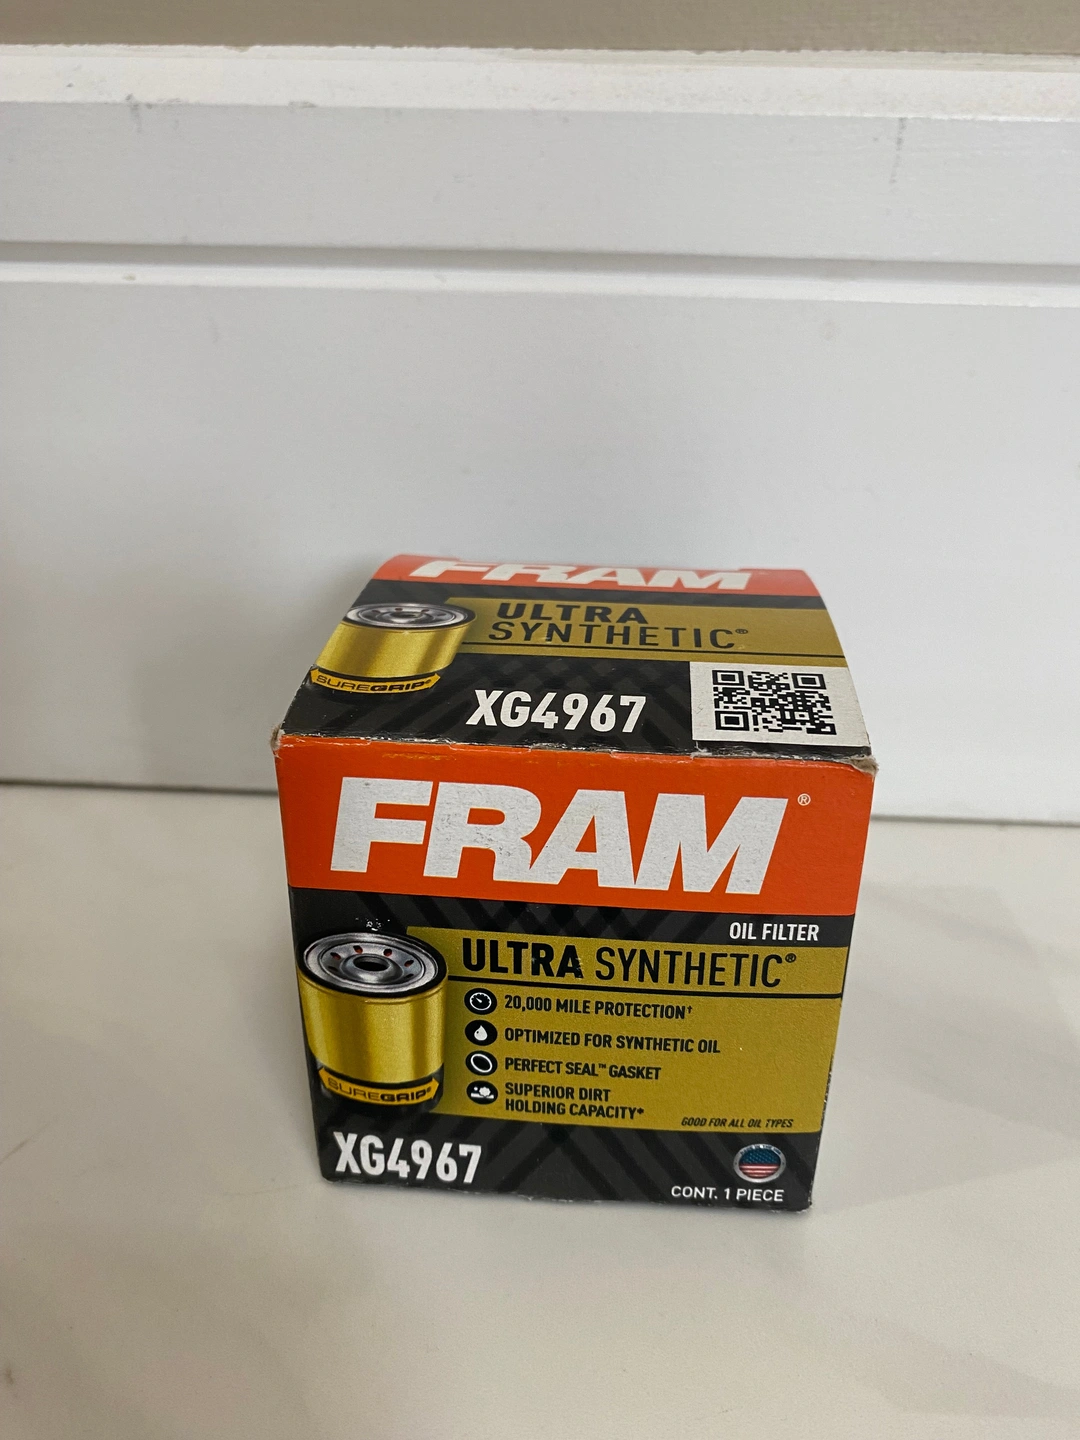 FRAM
ULTRA
SYNTHETIC®
SUREGRIP®
XG4967
FRAM®
OIL FILTER
ULTRA SYNTHETIC®
20,000 MILE PROTECTION†
OPTIMIZED FOR SYNTHETIC OIL
PERFECT SEAL™ GASKET
SUPERIOR DIRT
HOLDING CAPACITY*
SUREGRIP®
GOOD FOR ALL OIL TYPES
XG4967
CONT. 1 PIECE